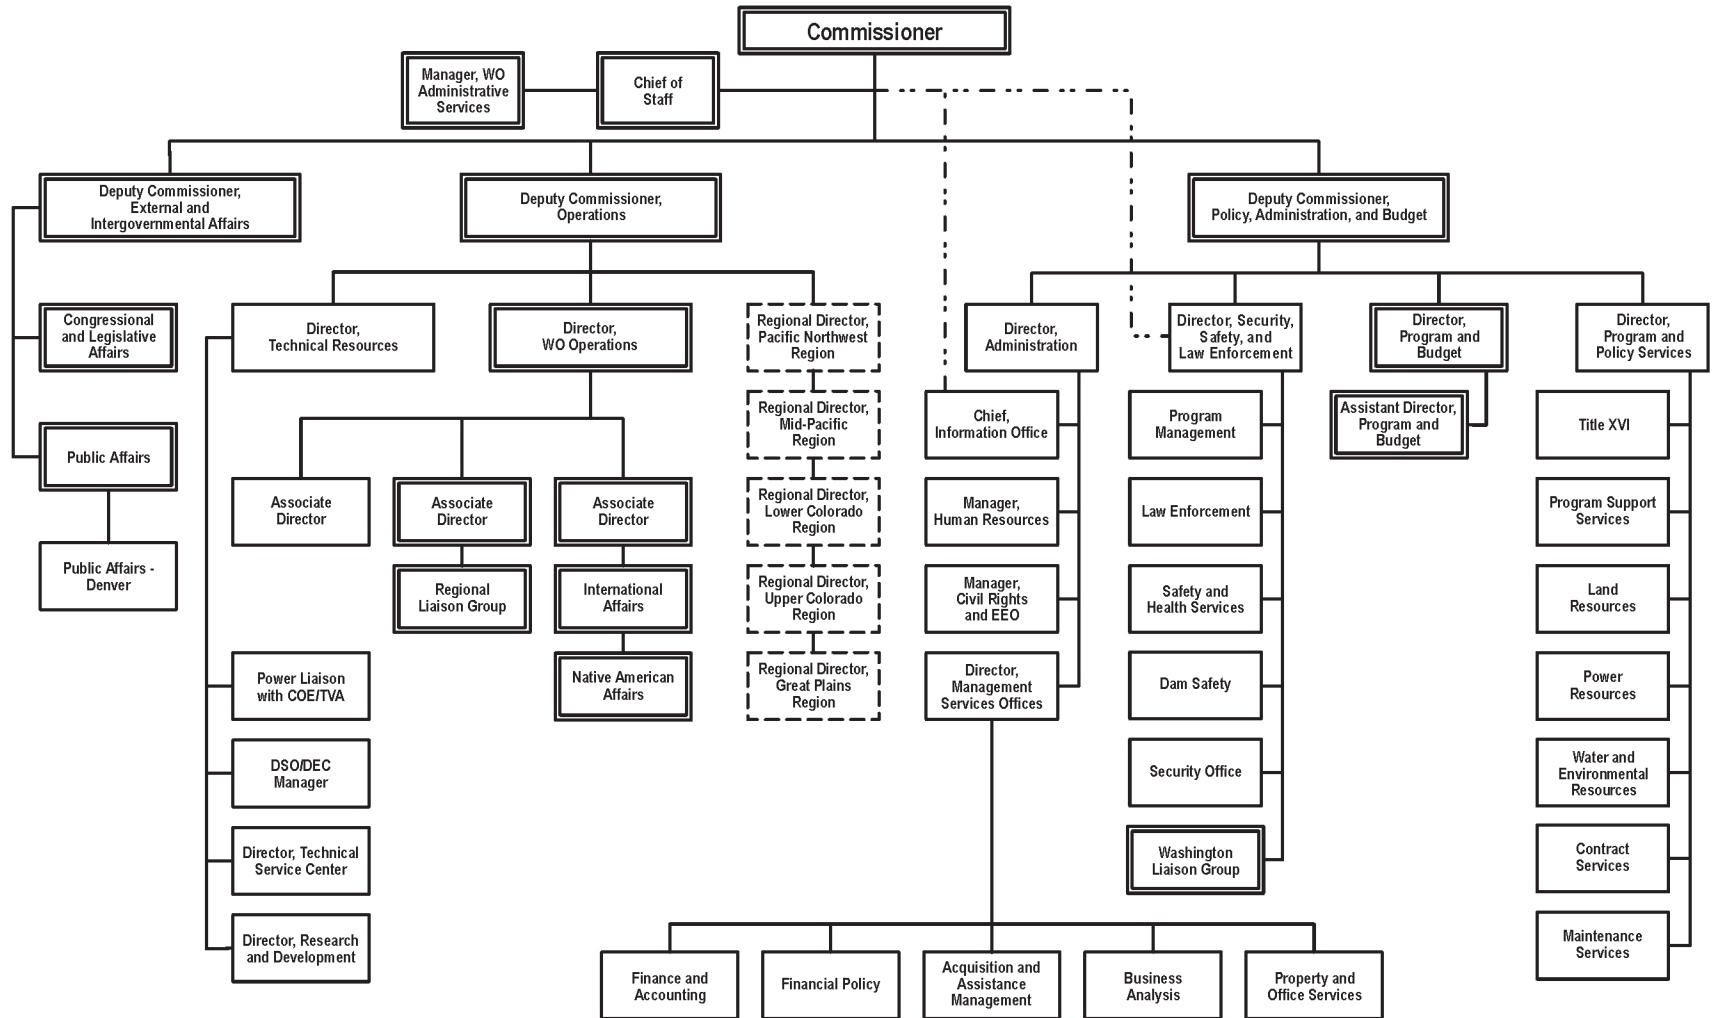 Commissioner
Manager, WO
Administrative
Services
Chief of
Staff
Deputy Commissioner,
External and
Intergovernmental Affairs
Deputy Commissioner,
Operations
Deputy Commissioner,
Policy, Administration, and Budget
Congressional
and Legislative
Affairs
Public Affairs
Public Affairs -
Denver
Director,
Technical Resources
Power Liaison
with COE/TVA
DSO/DEC
Manager
Director, Technical
Service Center
Director, Research
and Development
Director,
WO Operations
Associate
Director
Associate
Director
Regional
Liaison Group
Associate
Director
International
Affairs
Native American
Affairs
Regional Director,
Pacific Northwest
Region
Regional Director,
Mid-Pacific
Region
Regional Director,
Lower Colorado
Region
Regional Director,
Upper Colorado
Region
Regional Director,
Great Plains
Region
Director,
Administration
Chief,
Information Office
Manager,
Human Resources
Manager,
Civil Rights
and EEO
Director,
Management
Services Offices
Finance and
Accounting
Financial Policy
Acquisition and
Assistance
Management
Business
Analysis
Property and
Office Services
Director, Security,
Safety, and
Law Enforcement
Program
Management
Law Enforcement
Safety and
Health Services
Dam Safety
Security Office
Washington
Liaison Group
Director,
Program and
Budget
Assistant Director,
Program and
Budget
Director,
Program and
Policy Services
Title XVI
Program Support
Services
Land
Resources
Power
Resources
Water and
Environmental
Resources
Contract
Services
Maintenance
Services